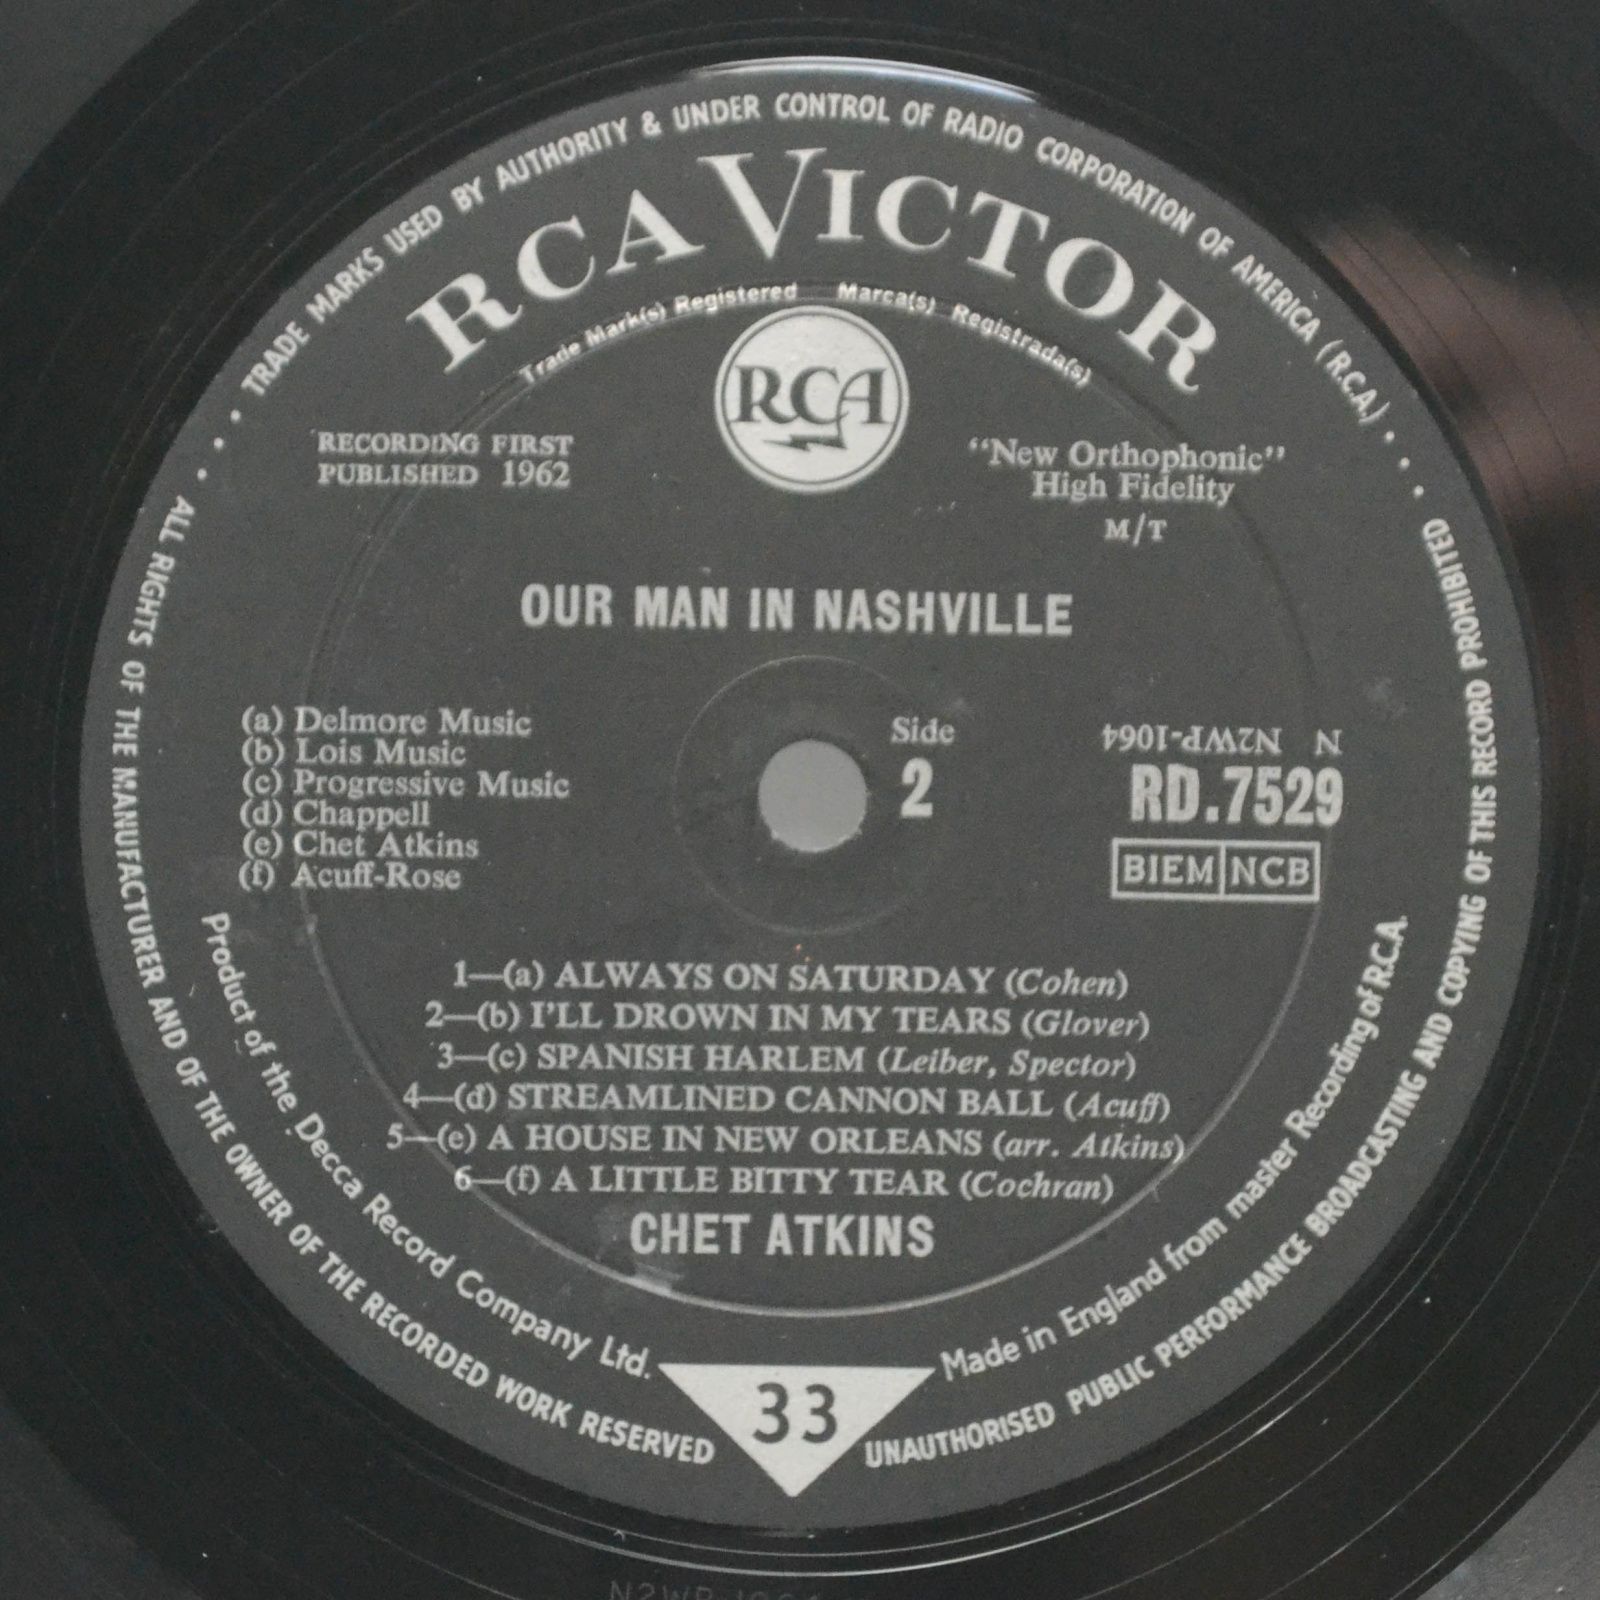 TRADE MARKS USED BY AUTHORITY & UNDER CONTROL OF RADIO CORPORATION OF AMERICA (R.C.A.)
RCA VICTOR
Trade Mark(s) Registered Marca(s) Registrada(s)
RCA
RECORDING FIRST
PUBLISHED 1962
"New Orthophonic"
High Fidelity
M/T
OUR MAN IN NASHVILLE
(a) Delmore Music
(b) Lois Music
(c) Progressive Music
(d) Chappell
(e) Chet Atkins
(f) Acuff-Rose
Side
2
N N2WP-1064
RD.7529
BIEM NCB
1—(a) ALWAYS ON SATURDAY (Cohen)
2—(b) I'LL DROWN IN MY TEARS (Glover)
3—(c) SPANISH HARLEM (Leiber, Spector)
4—(d) STREAMLINED CANNON BALL (Acuff)
5—(e) A HOUSE IN NEW ORLEANS (arr. Atkins)
6—(f) A LITTLE BITTY TEAR (Cochran)
CHET ATKINS
Product of the Decca Record Company Ltd.
33
Made in England from master Recording of R.C.A.
ALL RIGHTS OF THE MANUFACTURER AND OF THE OWNER OF THE RECORDED WORK RESERVED
UNAUTHORISED PUBLIC PERFORMANCE BROADCASTING AND COPYING OF THIS RECORD PROHIBITED